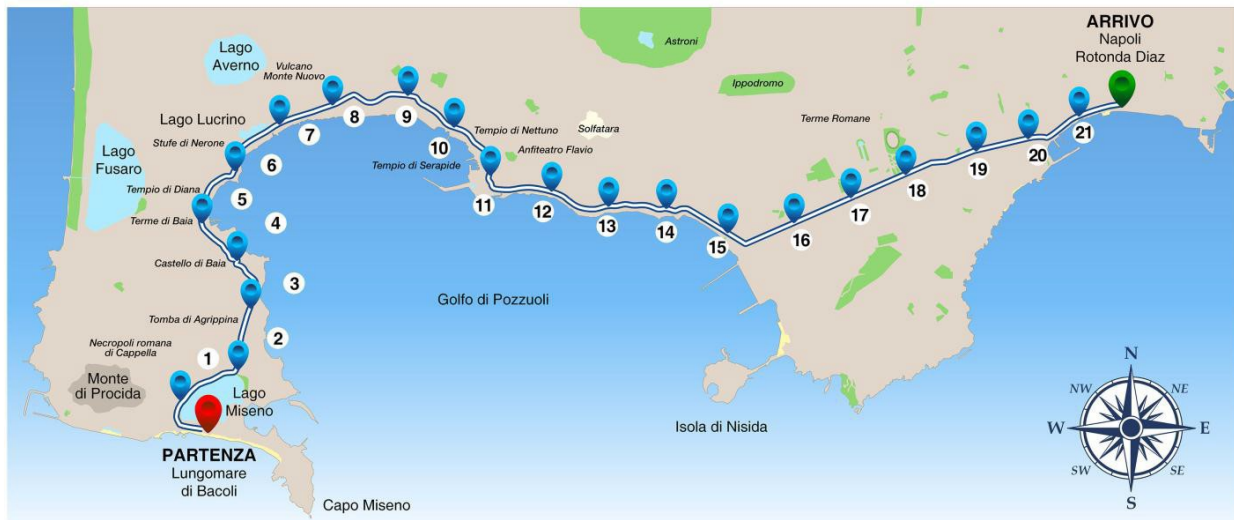 ARRIVO
Napoli
Rotonda Diaz
Astroni
Lago
Averno
Vulcano
Monte Nuovo
Ippodromo
Lago Lucrino
Stufe di Nerone
Lago
Fusaro
Tempio di Nettuno
Solfatara
Anfiteatro Flavio
Tempio di Serapide
Terme Romane
Tempio di Diana
Terme di Baia
Castello di Baia
Tomba di Agrippina
Necropoli romana
di Cappella
Monte
di Procida
Lago
Miseno
PARTENZA
Lungomare
di Bacoli
Capo Miseno
Golfo di Pozzuoli
Isola di Nisida
1
2
3
4
5
6
7
8
9
10
11
12
13
14
15
16
17
18
19
20
21
N
NW
NE
W
E
SW
SE
S